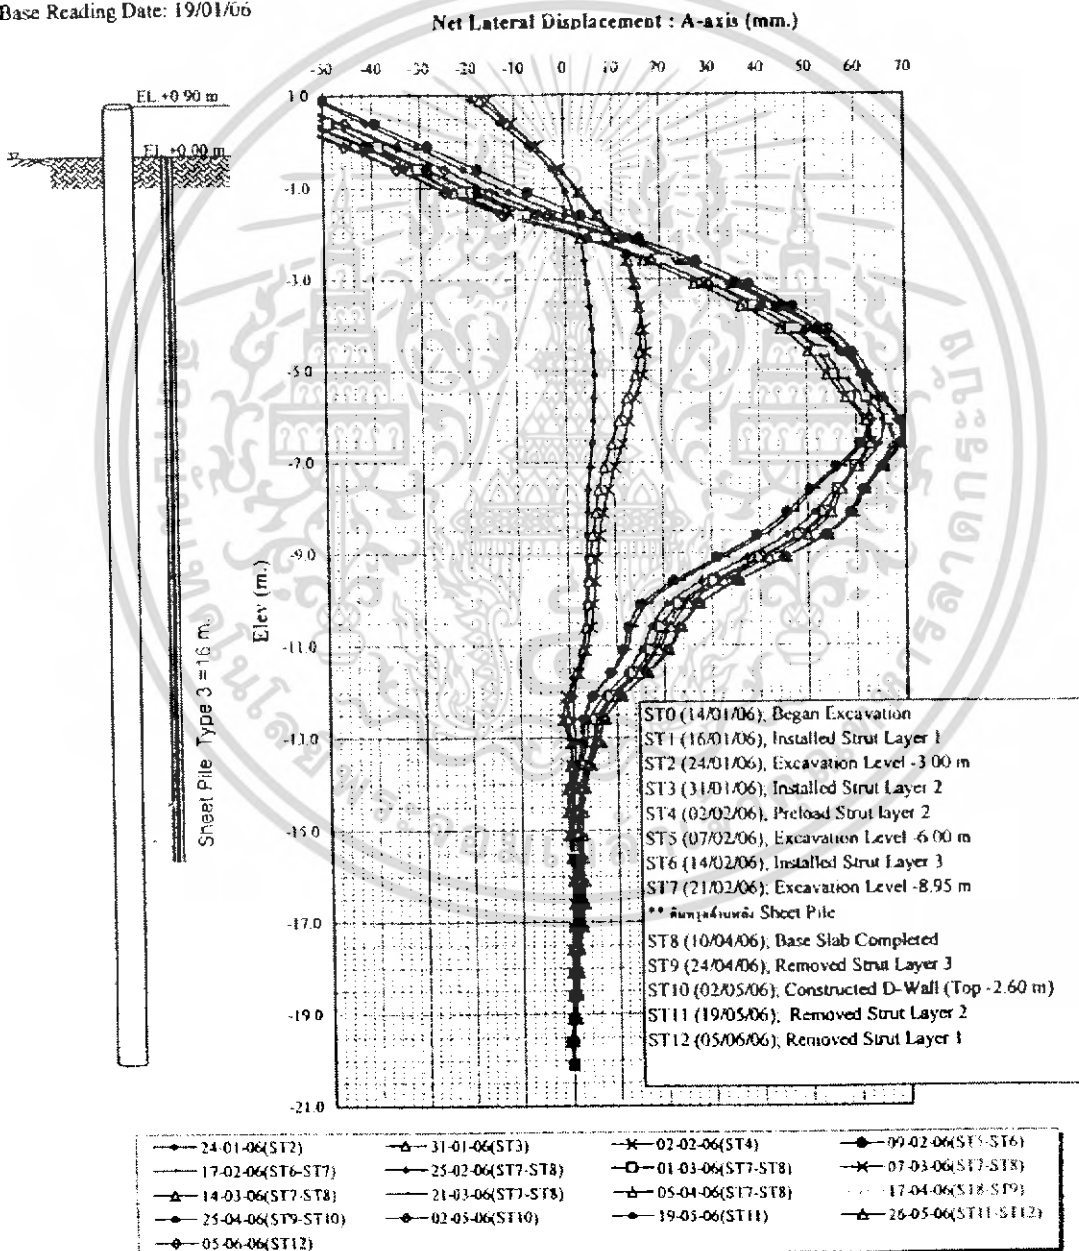 Base Reading Date: 19/01/06
Net Lateral Displacement : A-axis (mm.)
-50 -40 -30 -20 -10 0 10 20 30 40 50 60 70
EL.+0.90 m
EL.+0.00 m
Sheet Pile Type 3 =16 m.
Elev (m.)
1.0
-1.0
-3.0
-5.0
-7.0
-9.0
-11.0
-13.0
-15.0
-17.0
-19.0
-21.0
ST0 (14/01/06), Began Excavation
ST1 (16/01/06), Installed Strut Layer 1
ST2 (24/01/06), Excavation Level -3.00 m
ST3 (31/01/06), Installed Strut Layer 2
ST4 (02/02/06), Preload Strut layer 2
ST5 (07/02/06), Excavation Level -6.00 m
ST6 (14/02/06), Installed Strut Layer 3
ST7 (21/02/06), Excavation Level -8.95 m
** Sheet Pile
ST8 (10/04/06), Base Slab Completed
ST9 (24/04/06), Removed Strut Layer 3
ST10 (02/05/06), Constructed D-Wall (Top -2.60 m)
ST11 (19/05/06), Removed Strut Layer 2
ST12 (05/06/06), Removed Strut Layer 1
24-01-06(ST2) 31-01-06(ST3) 02-02-06(ST4) 09-02-06(ST5-ST6)
17-02-06(ST6-ST7) 25-02-06(ST7-ST8) 01-03-06(ST7-ST8) 07-03-06(ST7-ST8)
14-03-06(ST7-ST8) 21-03-06(ST7-ST8) 05-04-06(ST7-ST8) 17-04-06(ST8-ST9)
25-04-06(ST9-ST10) 02-05-06(ST10) 19-05-06(ST11) 26-05-06(ST11-ST12)
05-06-06(ST12)